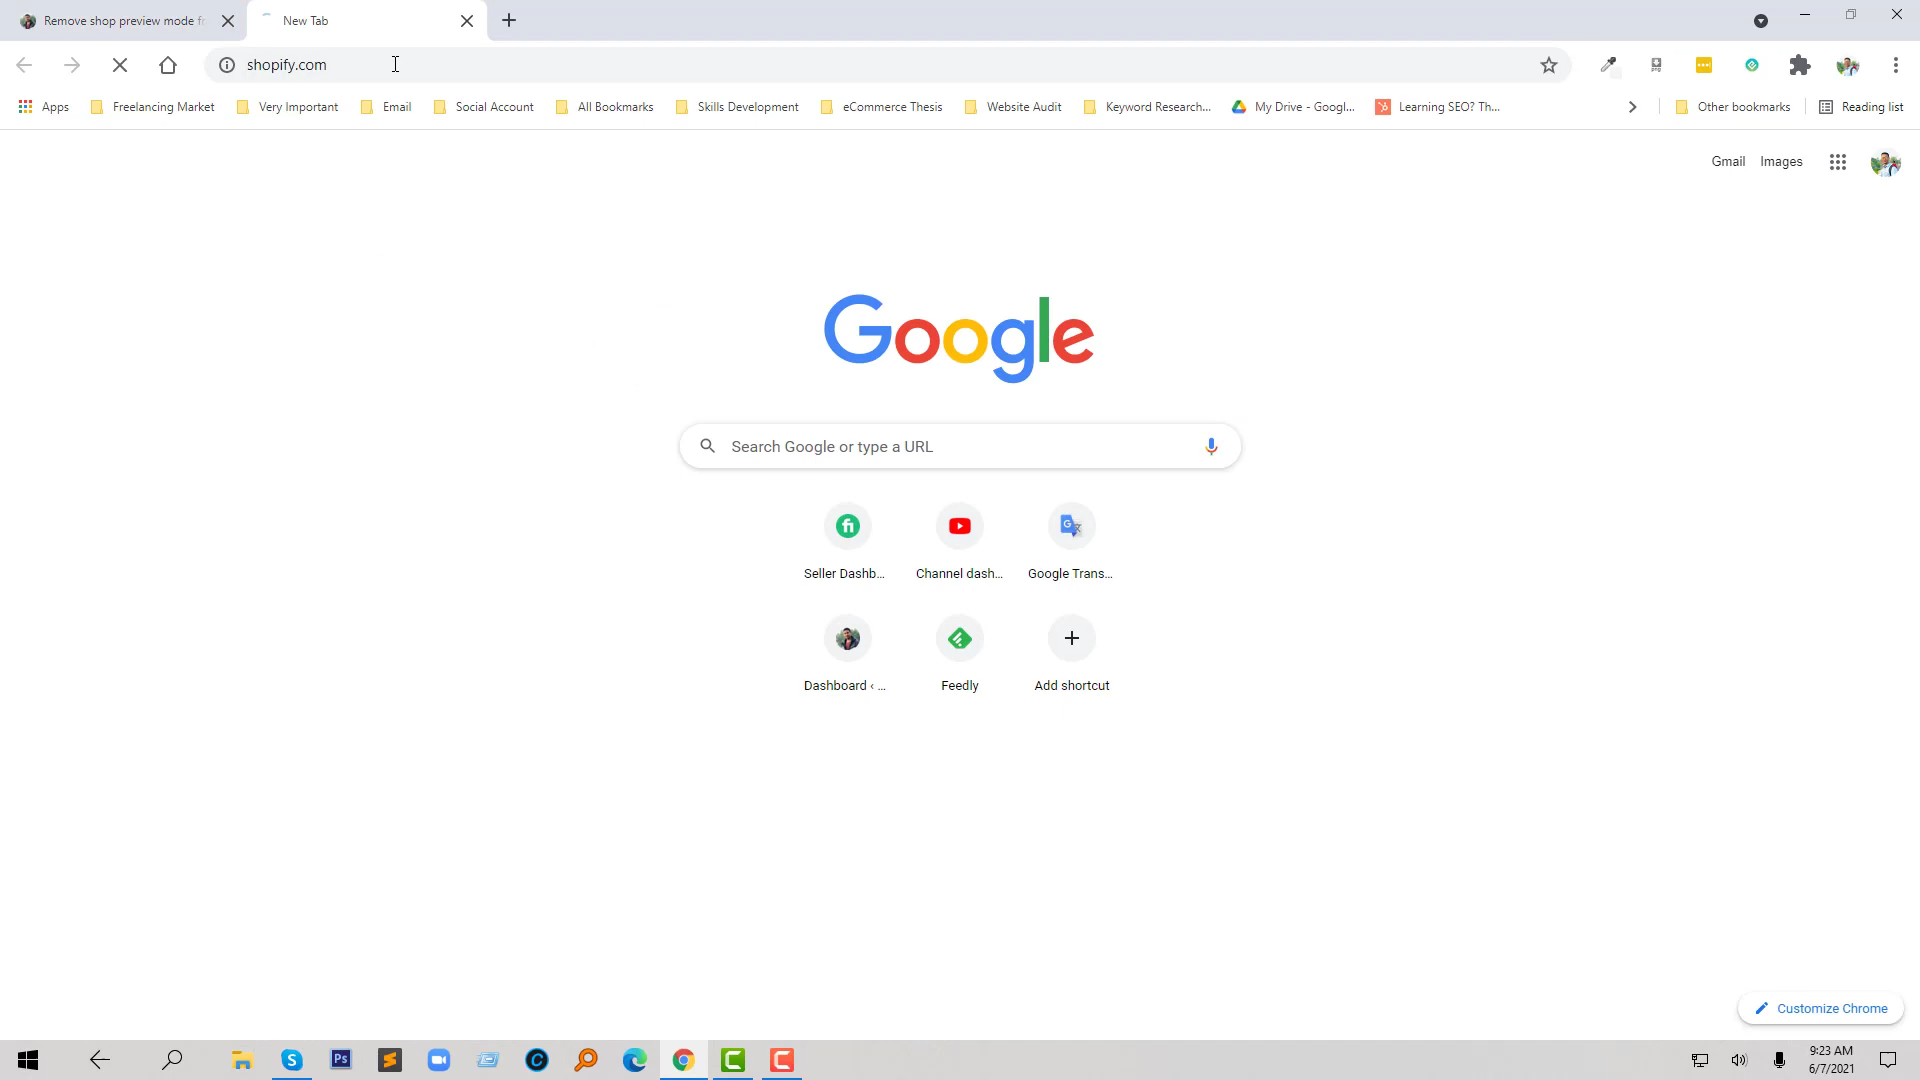 Remove shop preview mode f
New Tab
shopify.com
Apps
Freelancing Market
Very Important
Email
Social Account
All Bookmarks
Skills Development
eCommerce Thesis
Website Audit
Keyword Research...
My Drive - Googl...
Learning SEO? Th...
Other bookmarks
Reading list
Gmail
Images
Google
Search Google or type a URL
Seller Dashb...
Channel dash...
Google Trans...
Dashboard ‹ ...
Feedly
Add shortcut
Customize Chrome
9:23 AM
6/7/2021